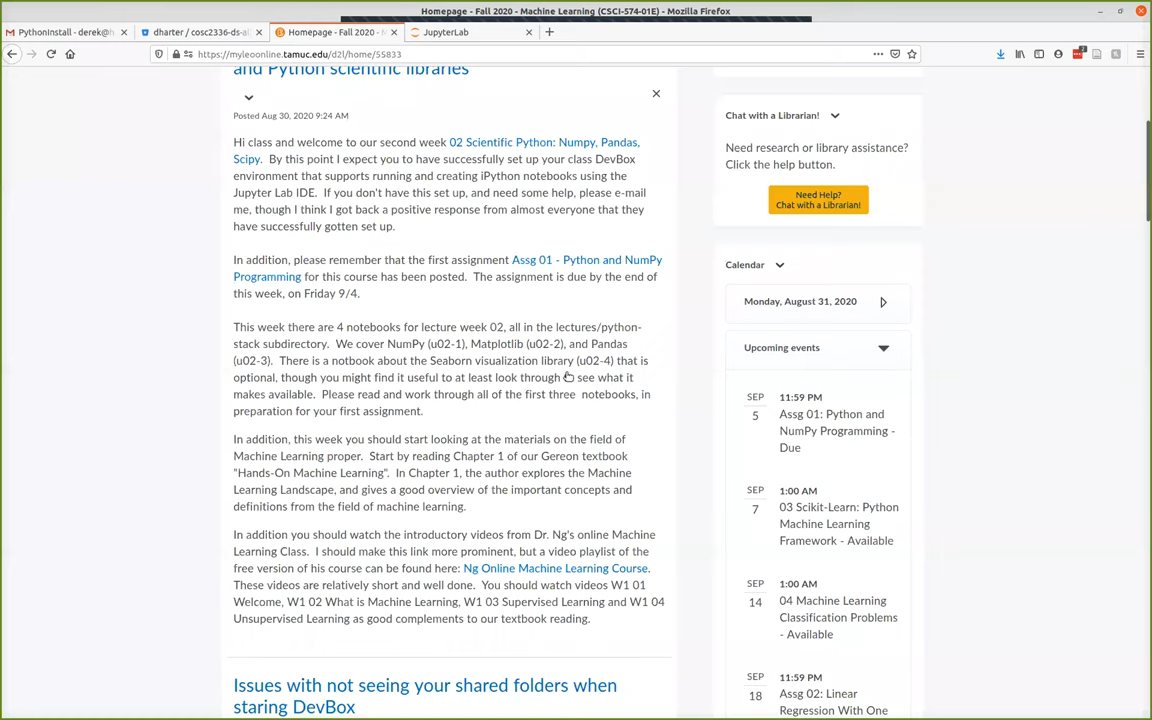 Homepage - Fall 2020 - Machine Learning (CSCI-574-01E) - Mozilla Firefox
PythonInstall - derek@h
dharter / cosc2336-ds-al
Homepage - Fall 2020 - M
JupyterLab
https://myleoonline.tamuc.edu/d2l/home/55833
and Python scientific libraries
Posted Aug 30, 2020 9:24 AM
Hi class and welcome to our second week 02 Scientific Python: Numpy, Pandas,
Scipy. By this point I expect you to have successfully set up your class DevBox
environment that supports running and creating iPython notebooks using the
Jupyter Lab IDE. If you don't have this set up, and need some help, please e-mail
me, though I think I got back a positive response from almost everyone that they
have successfully gotten set up.
In addition, please remember that the first assignment Assg 01 - Python and NumPy
Programming for this course has been posted. The assignment is due by the end of
this week, on Friday 9/4.
This week there are 4 notebooks for lecture week 02, all in the lectures/python-
stack subdirectory. We cover NumPy (u02-1), Matplotlib (u02-2), and Pandas
(u02-3). There is a notbook about the Seaborn visualization library (u02-4) that is
optional, though you might find it useful to at least look through see what it
makes available. Please read and work through all of the first three notebooks, in
preparation for your first assignment.
In addition, this week you should start looking at the materials on the field of
Machine Learning proper. Start by reading Chapter 1 of our Gereon textbook
"Hands-On Machine Learning". In Chapter 1, the author explores the Machine
Learning Landscape, and gives a good overview of the important concepts and
definitions from the field of machine learning.
In addition you should watch the introductory videos from Dr. Ng's online Machine
Learning Class. I should make this link more prominent, but a video playlist of the
free version of his course can be found here: Ng Online Machine Learning Course.
These videos are relatively short and well done. You should watch videos W1 01
Welcome, W1 02 What is Machine Learning, W1 03 Supervised Learning and W1 04
Unsupervised Learning as good complements to our textbook reading.
Issues with not seeing your shared folders when
staring DevBox
Chat with a Librarian!
Need research or library assistance?
Click the help button.
Need Help?
Chat with a Librarian!
Calendar
Monday, August 31, 2020
Upcoming events
SEP
5
11:59 PM
Assg 01: Python and
NumPy Programming -
Due
SEP
7
1:00 AM
03 Scikit-Learn: Python
Machine Learning
Framework - Available
SEP
14
1:00 AM
04 Machine Learning
Classification Problems
- Available
SEP
18
11:59 PM
Assg 02: Linear
Regression With One